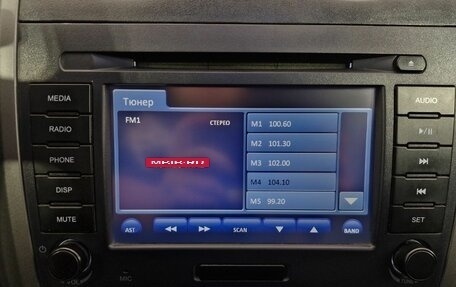 MEDIA
RADIO
PHONE
DISP
MUTE
MIC
Тюнер
FM1
СТЕРЕО
M1 100.60
M2 101.30
M3 102.00
M4 104.10
M5 99.20
AST
SCAN
BAND
AUDIO
SET